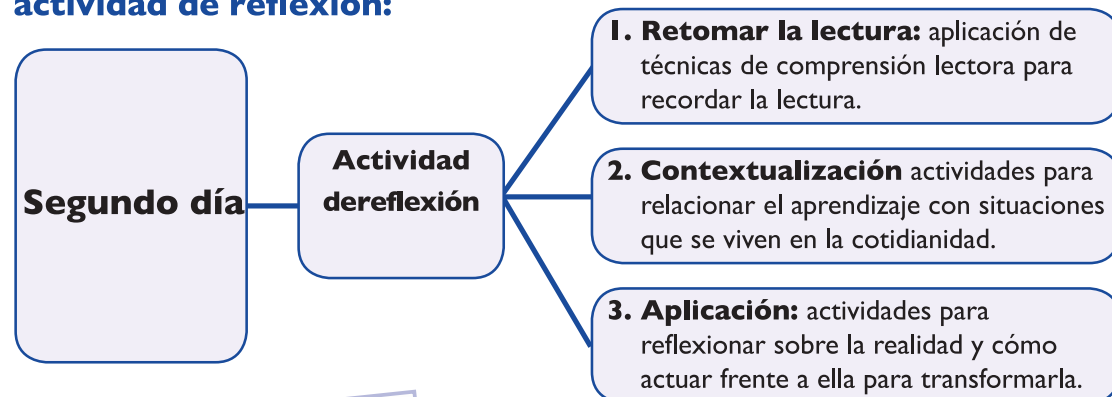 actividad de reflexión:
Segundo día
Actividad
dereflexión
1. Retomar la lectura: aplicación de
técnicas de comprensión lectora para
recordar la lectura.
2. Contextualización actividades para
relacionar el aprendizaje con situaciones
que se viven en la cotidianidad.
3. Aplicación: actividades para
reflexionar sobre la realidad y cómo
actuar frente a ella para transformarla.